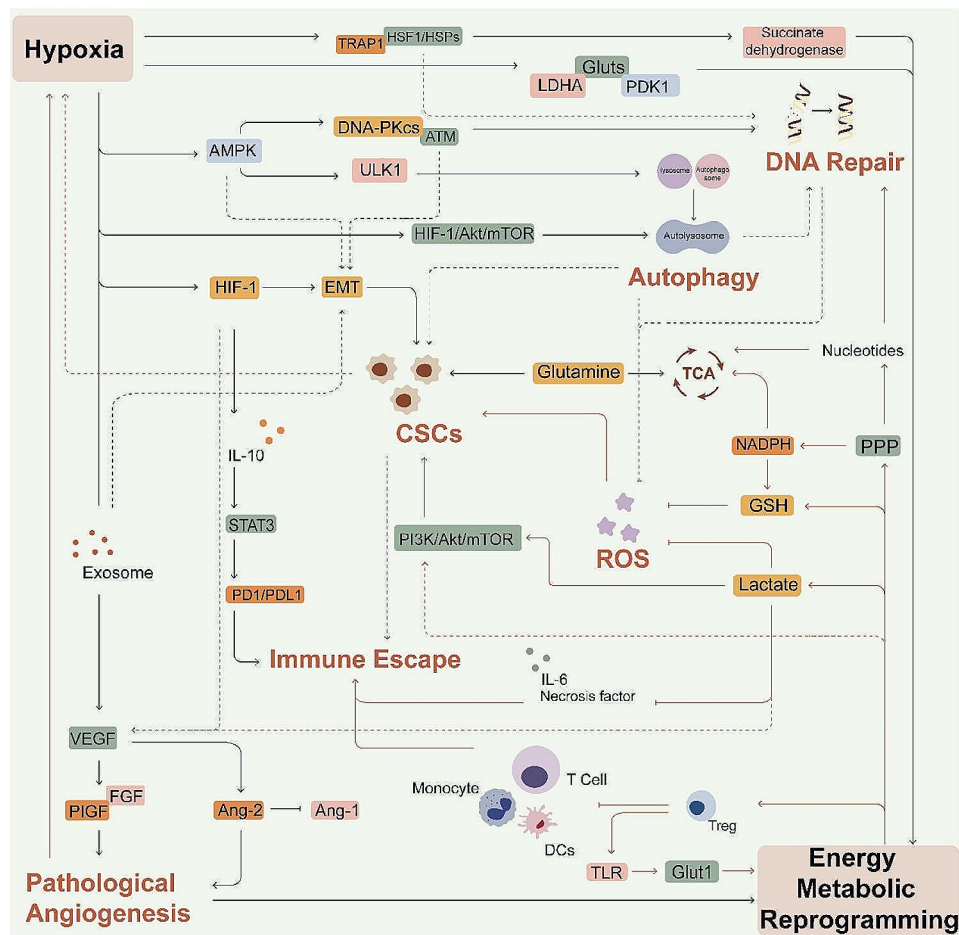 Hypoxia
TRAP1
HSF1/HSPs
Succinate
dehydrogenase
Gluts
LDHA
PDK1
DNA-PKcs
ATM
AMPK
ULK1
lysosome
Autophago
some
DNA Repair
HIF-1/Akt/mTOR
Autolysosome
Autophagy
HIF-1
EMT
Nucleotides
Glutamine
TCA
CSCs
IL-10
NADPH
PPP
GSH
STAT3
PI3K/Akt/mTOR
ROS
Exosome
Lactate
PD1/PDL1
Immune Escape
IL-6
Necrosis factor
VEGF
T Cell
Monocyte
FGF
PIGF
Ang-2
Ang-1
Treg
DCs
TLR
Glut1
Pathological
Angiogenesis
Energy
Metabolic
Reprogramming